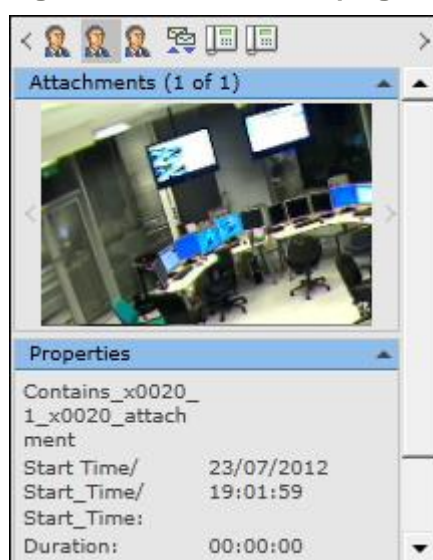 Attachments (1 of 1)
Properties
Contains_x0020_
1_x0020_attach
ment
Start Time/ 23/07/2012
Start_Time/ 19:01:59
Start_Time:
Duration: 00:00:00